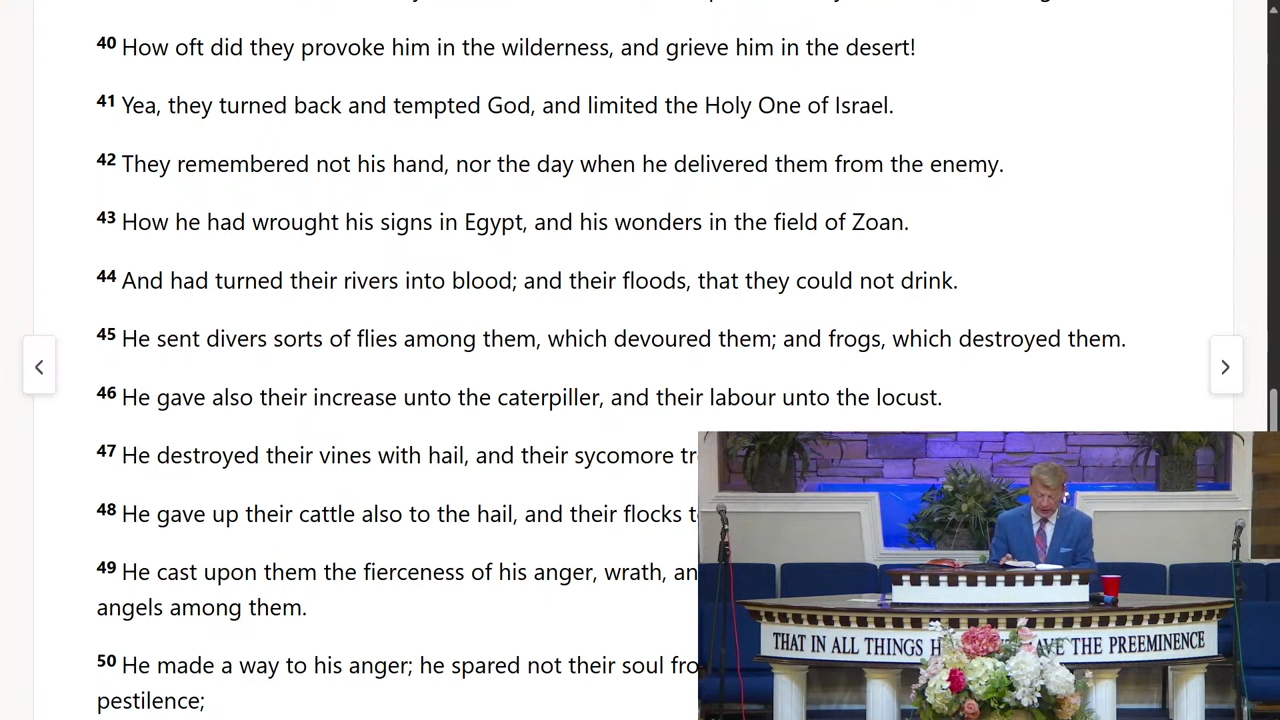 40 How oft did they provoke him in the wilderness, and grieve him in the desert!
41 Yea, they turned back and tempted God, and limited the Holy One of Israel.
42 They remembered not his hand, nor the day when he delivered them from the enemy.
43 How he had wrought his signs in Egypt, and his wonders in the field of Zoan.
44 And had turned their rivers into blood; and their floods, that they could not drink.
45 He sent divers sorts of flies among them, which devoured them; and frogs, which destroyed them.
46 He gave also their increase unto the caterpiller, and their labour unto the locust.
47 He destroyed their vines with hail, and their sycomore
48 He gave up their cattle also to the hail, and their flocks
49 He cast upon them the fierceness of his anger, wrath,
angels among them.
50 He made a way to his anger; he spared not their soul
pestilence;
THAT IN ALL THINGS THE PREEMINENCE